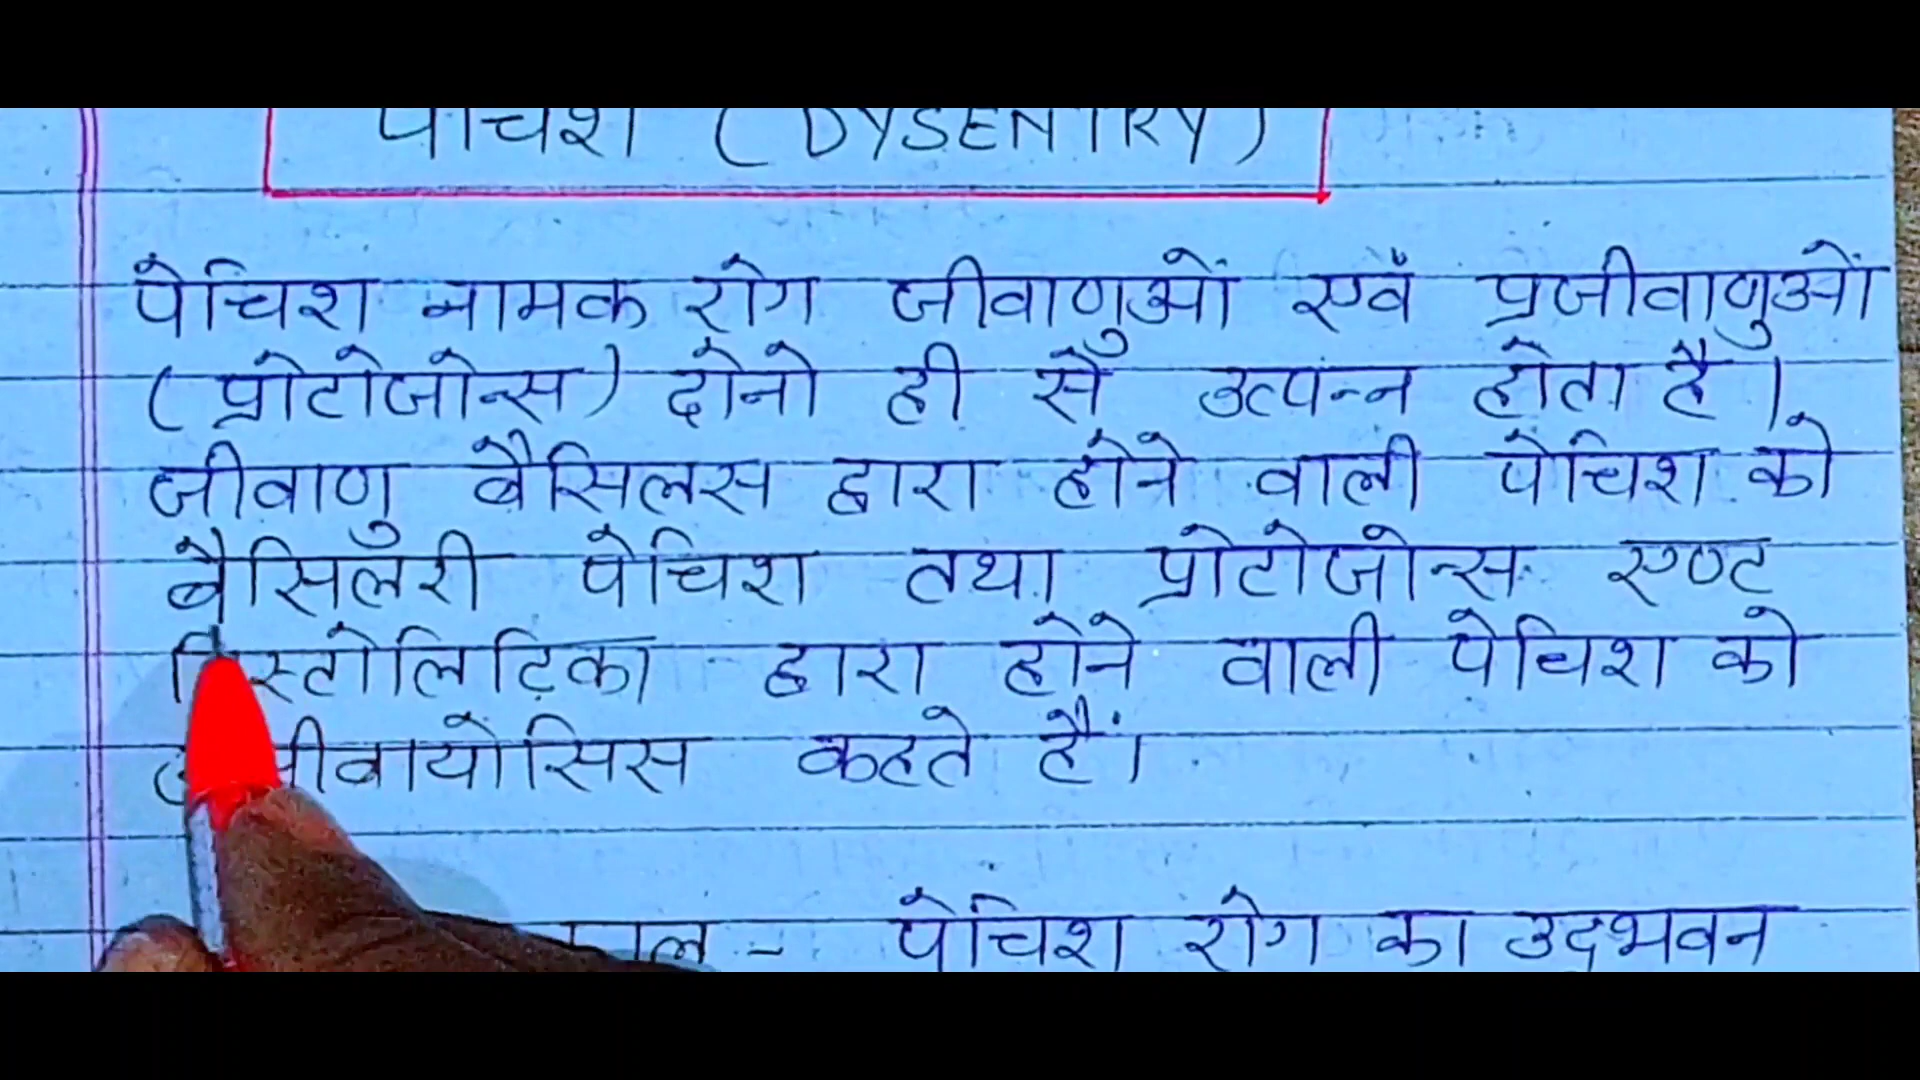 पेचिश (DYSENTRY)
पेचिश नामक रोग जीवाणुओं एवं प्रजीवाणुओं
(प्रोटोजोन्स) दोनो ही से उत्पन्न होता है।
जीवाणु बैसिलस द्वारा होने वाली पेचिश को
बैसिलरी पेचिश तथा प्रोटोजोन्स एण्ट
द्वारा होने वाली पेचिश को
कहते हैं।
- पेचिश रोग का उदभवन